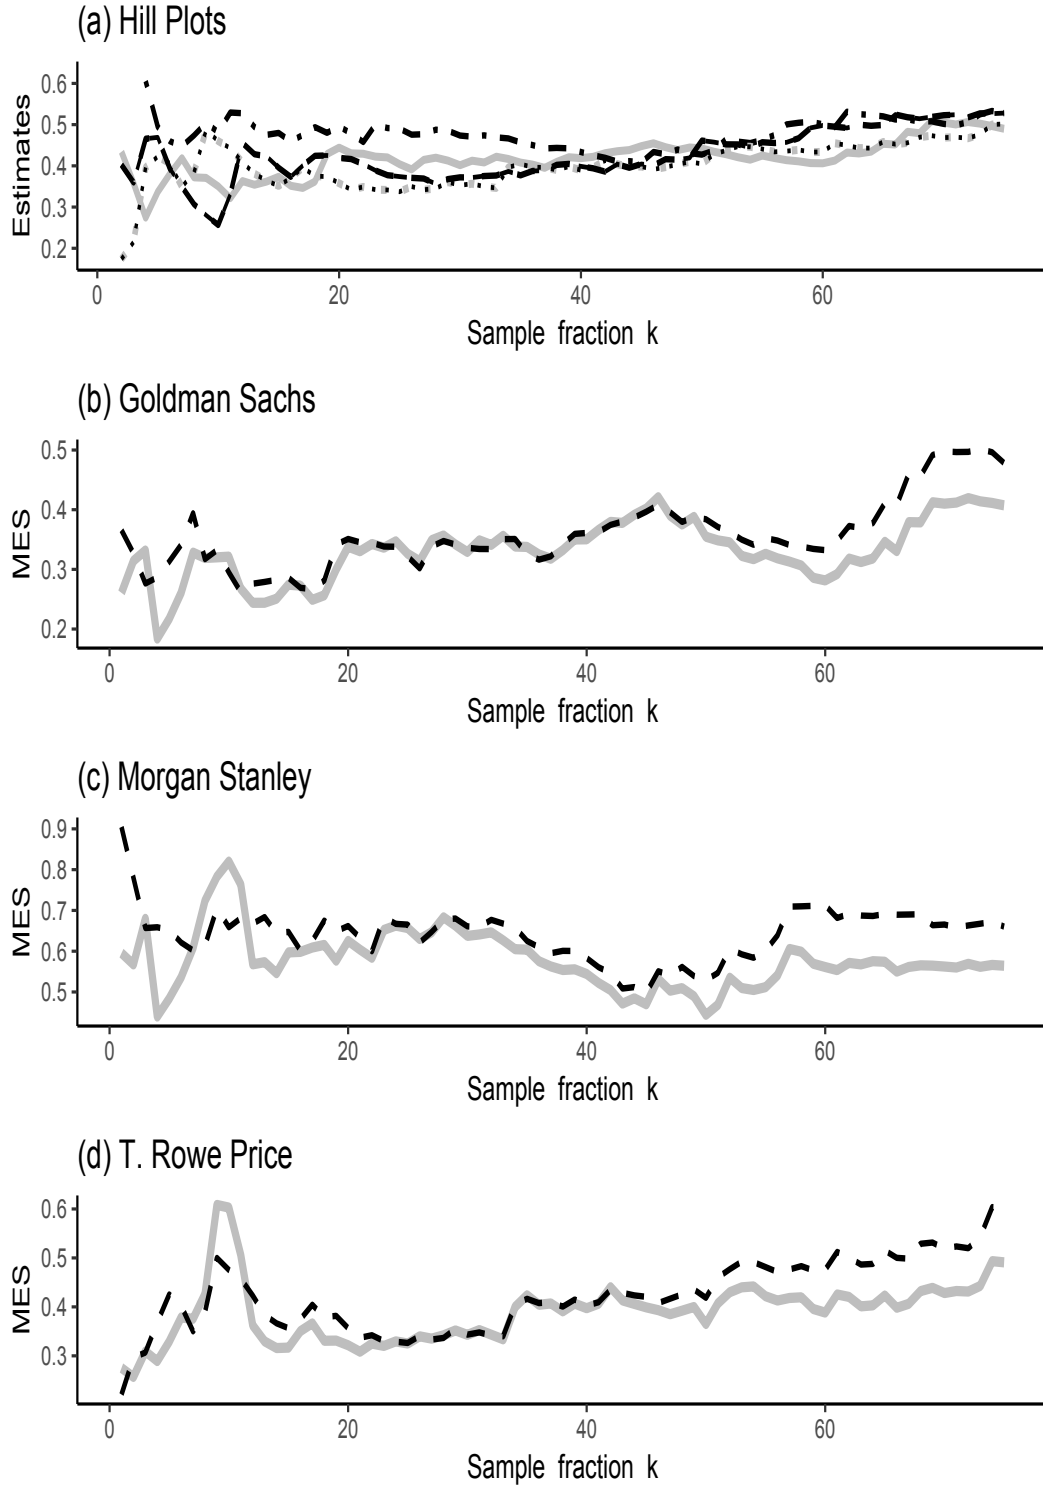 (a) Hill Plots
Estimates
0.6
0.5
0.4
0.3
0.2
0 20 40 60
Sample fraction k
(b) Goldman Sachs
MES
0.5
0.4
0.3
0.2
0 20 40 60
Sample fraction k
(c) Morgan Stanley
MES
0.9
0.8
0.7
0.6
0.5
0 20 40 60
Sample fraction k
(d) T. Rowe Price
MES
0.6
0.5
0.4
0.3
0 20 40 60
Sample fraction k